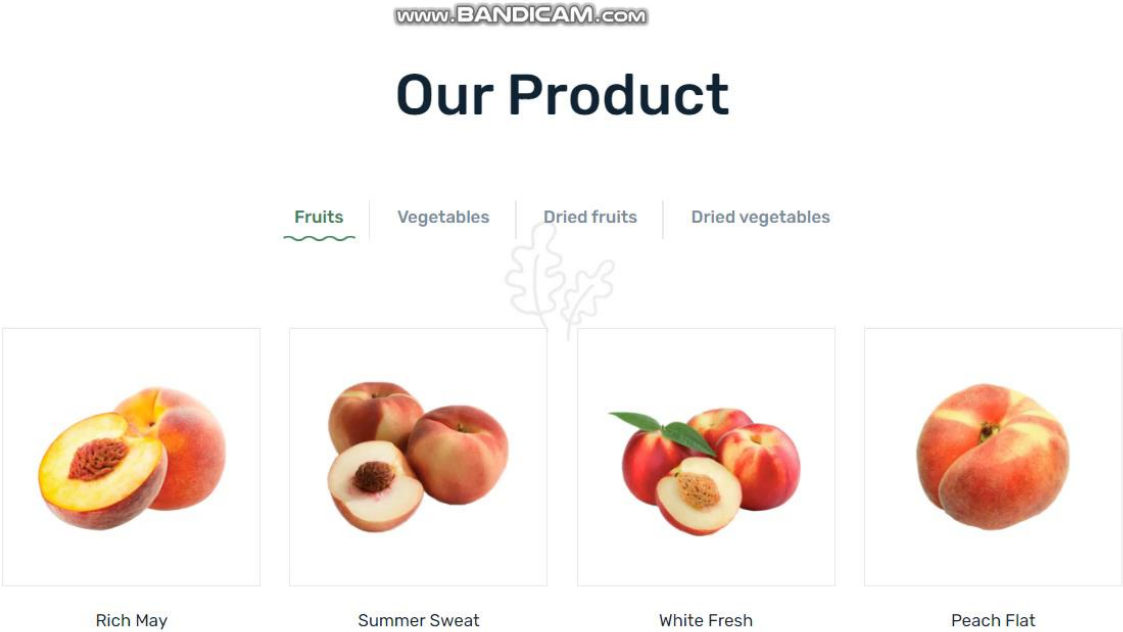 www.BANDICAM.com
Our Product
Fruits Vegetables Dried fruits Dried vegetables
Rich May Summer Sweat White Fresh Peach Flat